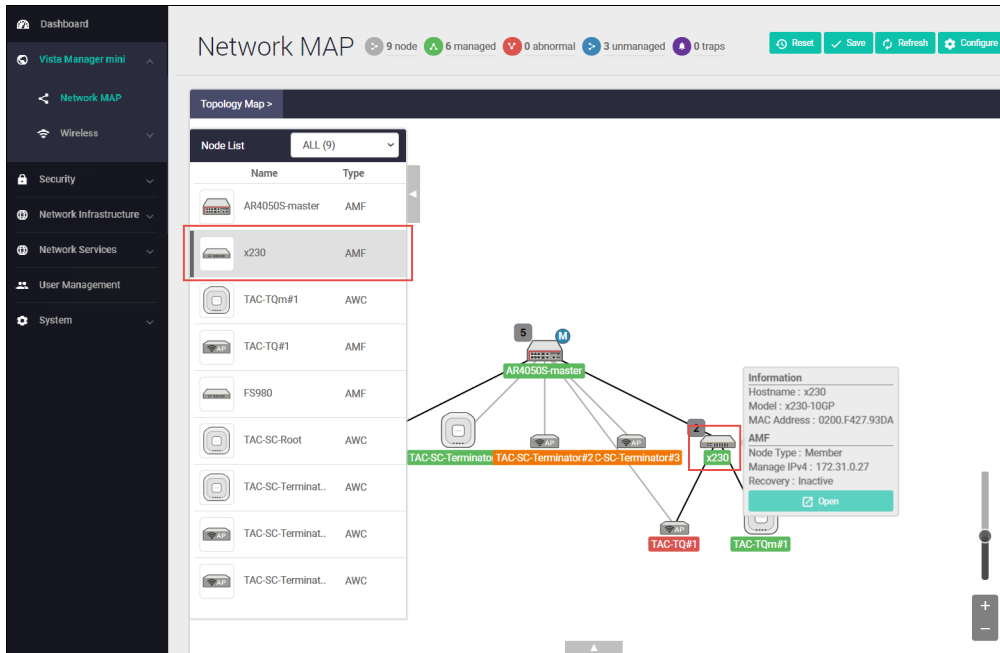 Dashboard
Vista Manager mini
Network MAP
Wireless
Security
Network Infrastructure
Network Services
User Management
System
Network MAP 9 node 6 managed 0 abnormal 3 unmanaged 0 traps
Reset Save Refresh Configure
Topology Map >
Node List ALL (9)
Name Type
AR4050S-master AMF
x230 AMF
TAC-TQm#1 AWC
TAC-TQ#1 AMF
FS980 AMF
TAC-SC-Root AWC
TAC-SC-Terminat.. AWC
TAC-SC-Terminat.. AWC
TAC-SC-Terminat.. AWC
5 M
AR4050S-master
AP AP
TAC-SC-Terminato TAC-SC-Terminator#2 C-SC-Terminator#3
2
x230
AP
TAC-TQ#1 TAC-TQm#1
Information
Hostname : x230
Model : x230-10GP
MAC Address : 0200.F427.93DA
AMF
Node Type : Member
Manage IPv4 : 172.31.0.27
Recovery : Inactive
Open
+
−